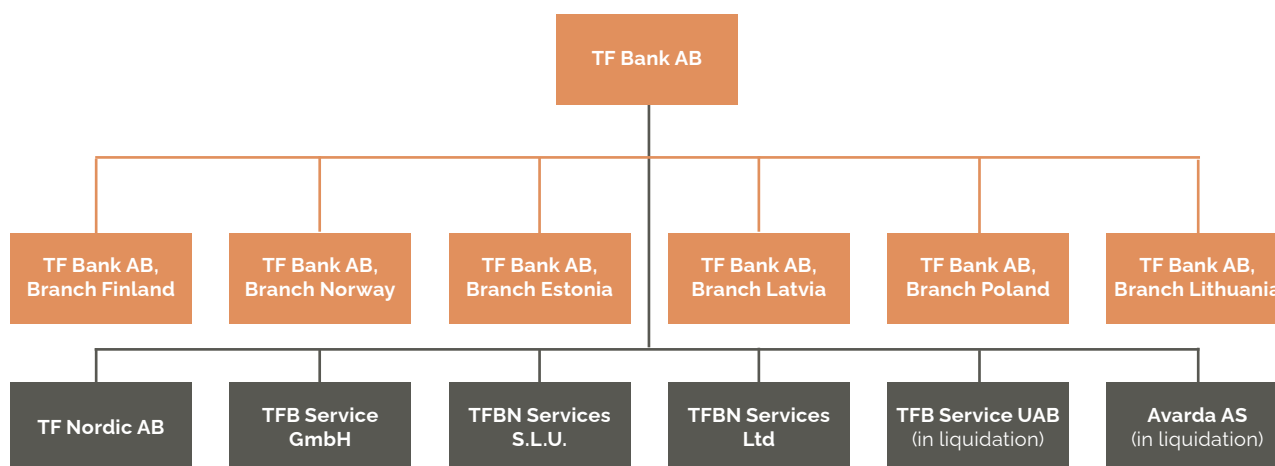 TF Bank AB
TF Bank AB,
Branch Finland
TF Bank AB,
Branch Norway
TF Bank AB,
Branch Estonia
TF Bank AB,
Branch Latvia
TF Bank AB,
Branch Poland
TF Bank AB,
Branch Lithuania
TF Nordic AB
TFB Service
GmbH
TFBN Services
S.L.U.
TFBN Services
Ltd
TFB Service UAB
(in liquidation)
Avarda AS
(in liquidation)